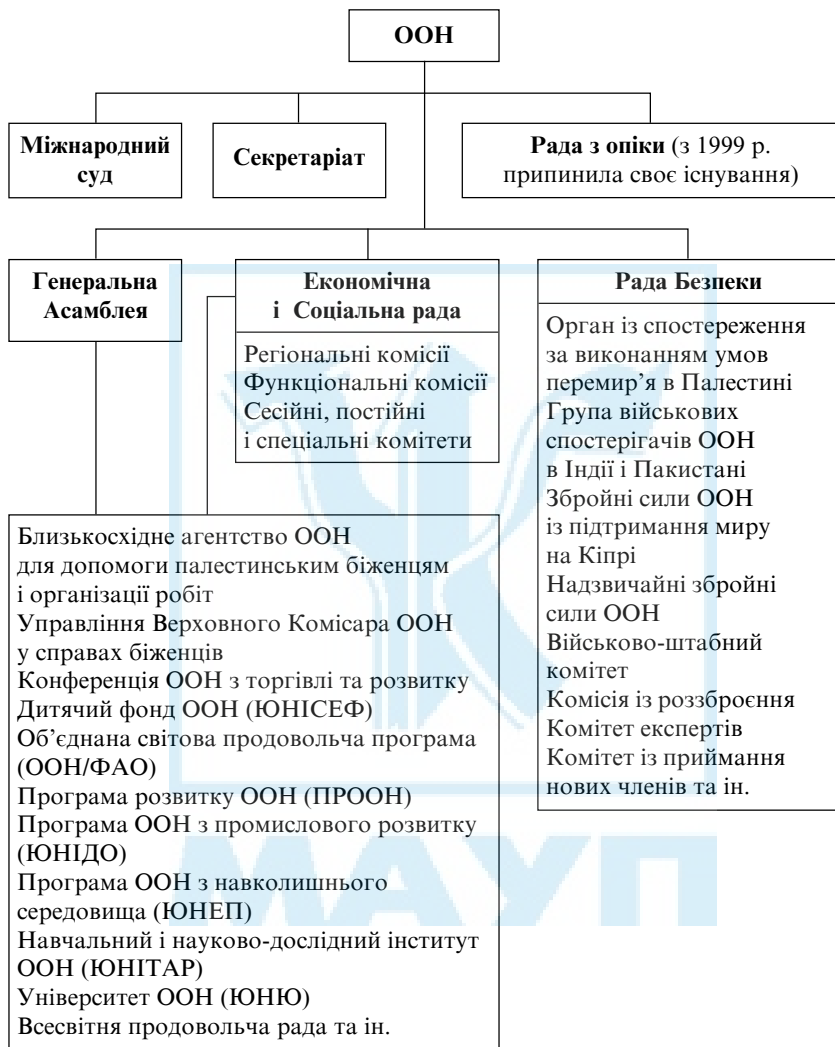 ООН
Міжнародний
суд
Секретаріат
Рада з опіки (з 1999 р.
припинила своє існування)
Генеральна
Асамблея
Економічна
і Соціальна рада
Регіональні комісії
Функціональні комісії
Сесійні, постійні
і спеціальні комітети
Рада Безпеки
Орган із спостереження
за виконанням умов
перемир'я в Палестині
Група військових
спостерігачів ООН
в Індії і Пакистані
Збройні сили ООН
із підтримання миру
на Кіпрі
Надзвичайні збройні
сили ООН
Військово-штабний
комітет
Комісія із роззброєння
Комітет експертів
Комітет із приймання
нових членів та ін.
Близькосхідне агентство ООН
для допомоги палестинським біженцям
і організації робіт
Управління Верховного Комісара ООН
у справах біженців
Конференція ООН з торгівлі та розвитку
Дитячий фонд ООН (ЮНІСЕФ)
Об’єднана світова продовольча програма
(ООН/ФАО)
Програма розвитку ООН (ПРООН)
Програма ООН з промислового розвитку
(ЮНІДО)
Програма ООН з навколишнього
середовища (ЮНЕП)
Навчальний і науково-дослідний інститут
ООН (ЮНІТАР)
Університет ООН (ЮНЮ)
Всесвітня продовольча рада та ін.
МАУП